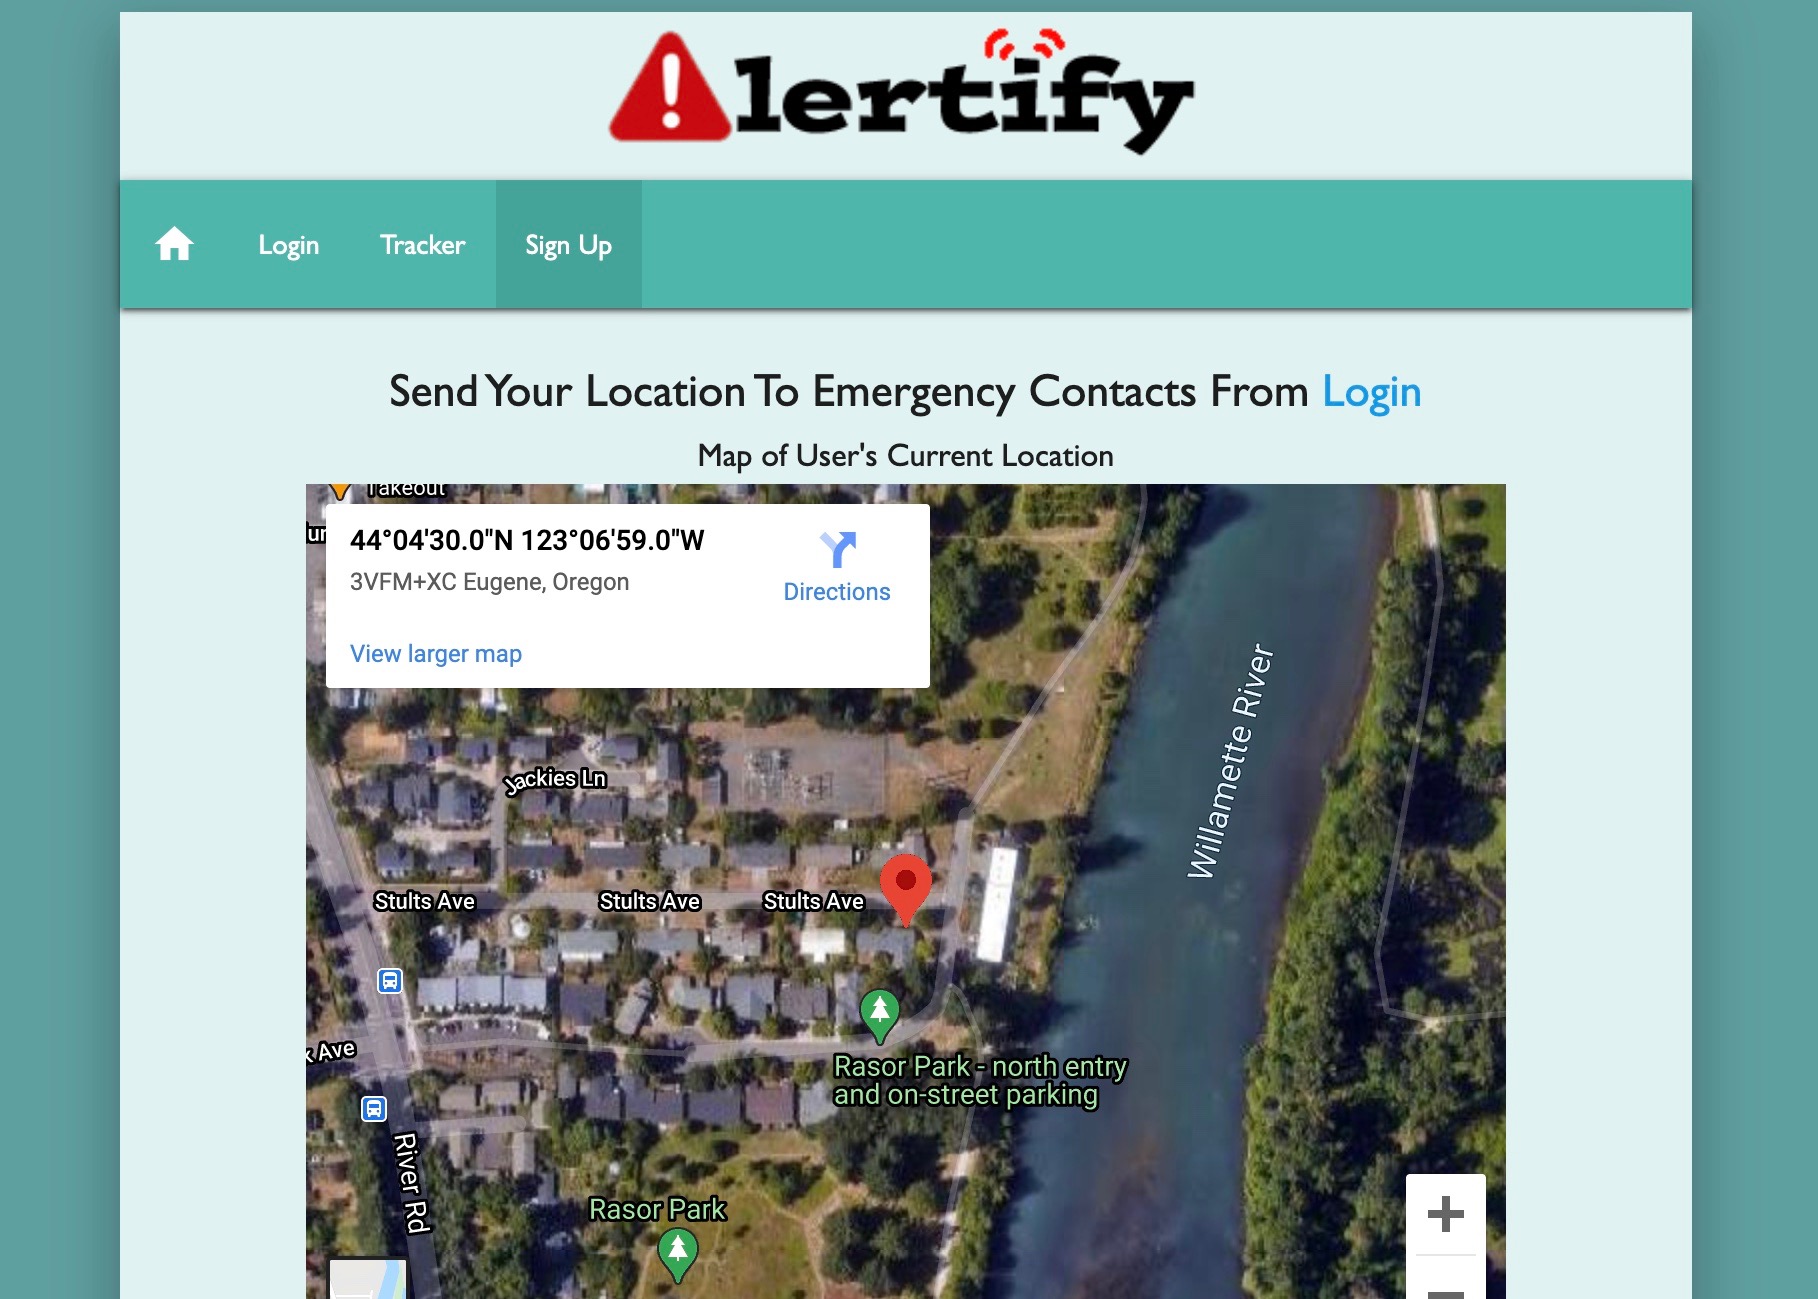 Alertify
Login
Tracker
Sign Up
Send Your Location To Emergency Contacts From Login
Map of User's Current Location
Takeout
44°04'30.0"N 123°06'59.0"W
3VFM+XC Eugene, Oregon
Directions
View larger map
Willamette River
Jackies Ln
Stults Ave
Stults Ave
Stults Ave
Ave
Rasor Park - north entry
and on-street parking
River Rd
Rasor Park